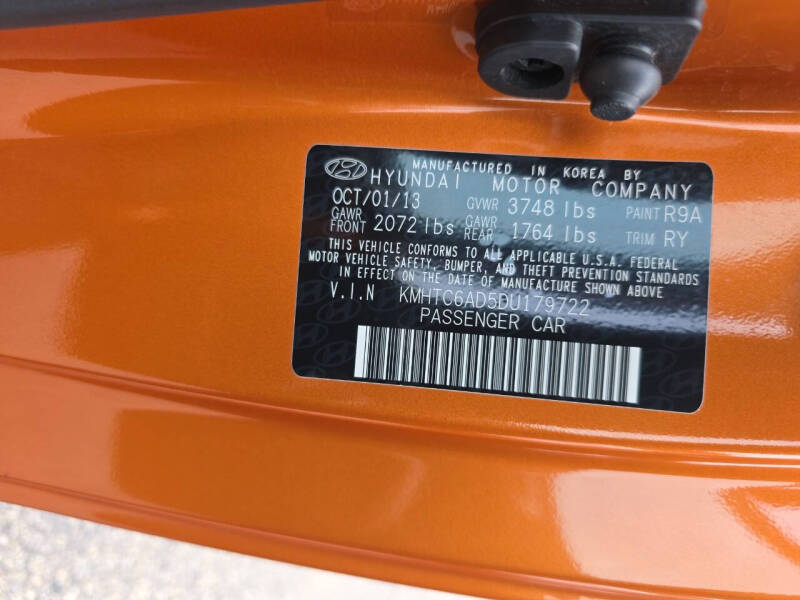 MANUFACTURED IN KOREA BY
HYUNDAI MOTOR COMPANY
OCT/01/13 GVWR 3748 lbs PAINT R9A
GAWR FRONT 2072 lbs GAWR REAR 1764 lbs TRIM RY
THIS VEHICLE CONFORMS TO ALL APPLICABLE U.S.A. FEDERAL
MOTOR VEHICLE SAFETY, BUMPER, AND THEFT PREVENTION STANDARDS
IN EFFECT ON THE DATE OF MANUFACTURE SHOWN ABOVE
V.I.N KMHTC6AD5DU179722
PASSENGER CAR